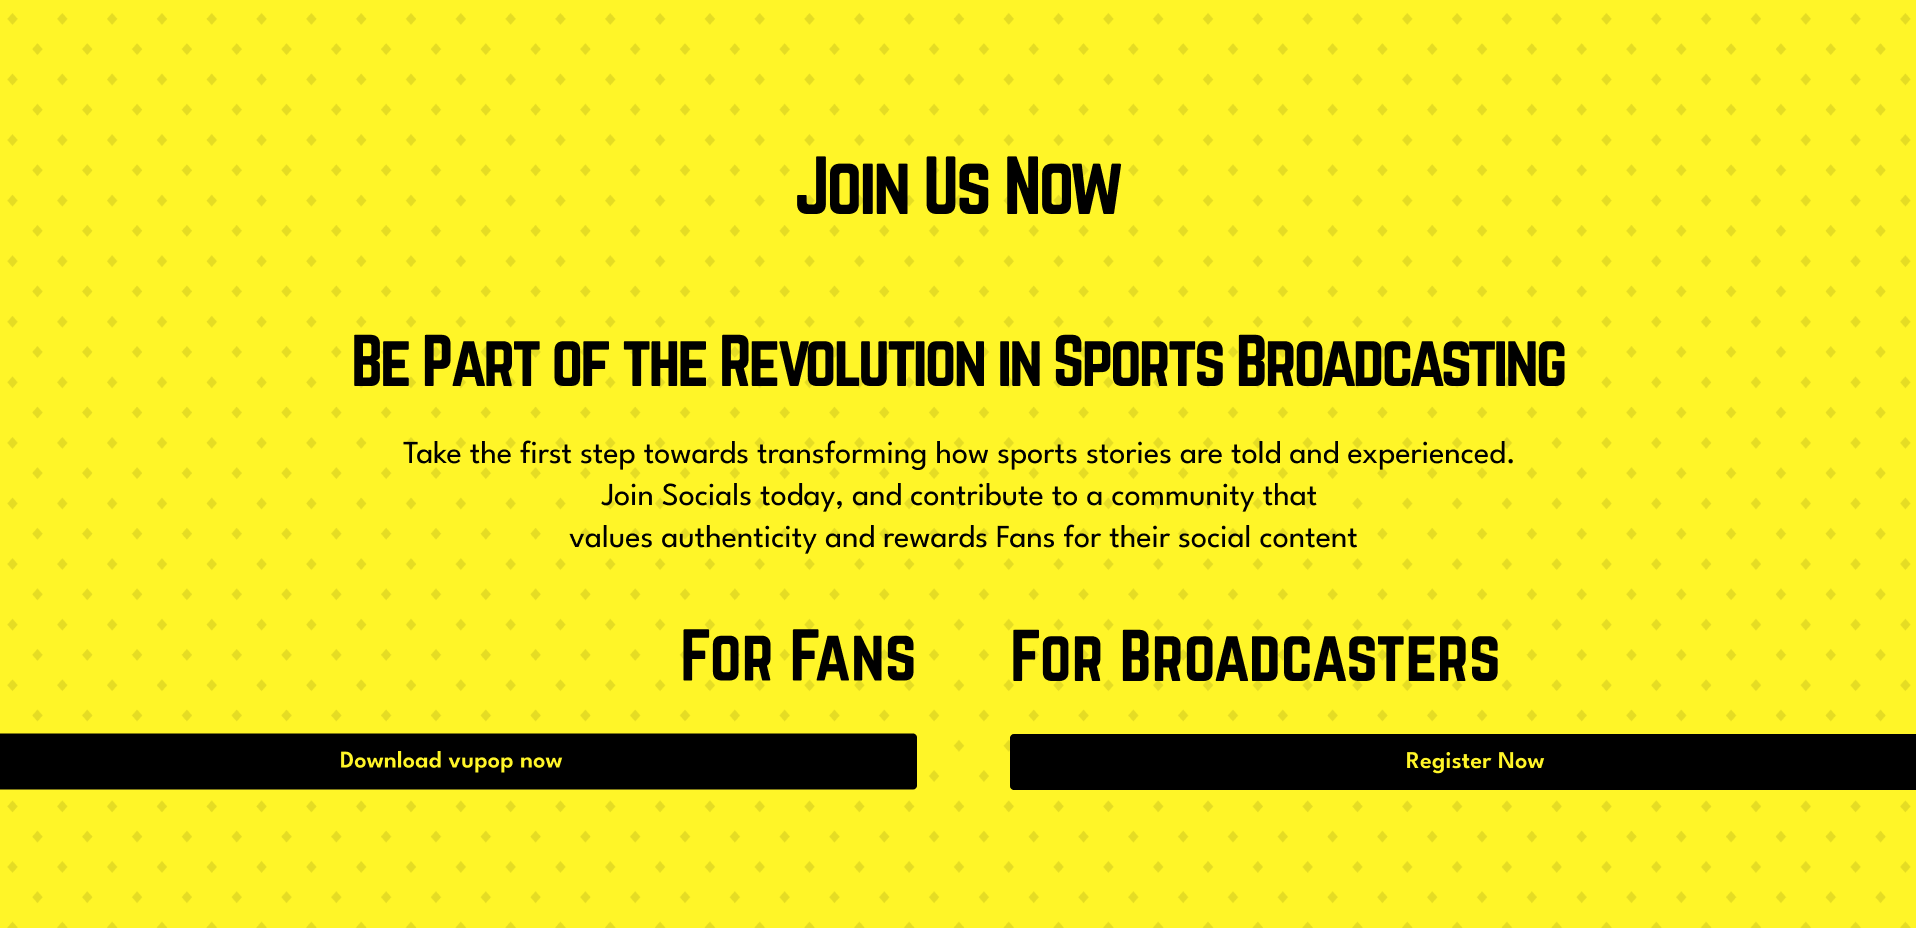 Join Us Now
Be Part of the Revolution in Sports Broadcasting
Take the first step towards transforming how sports stories are told and experienced.
Join Socials today, and contribute to a community that
values authenticity and rewards Fans for their social content
For Fans
Download vupop now
For Broadcasters
Register Now